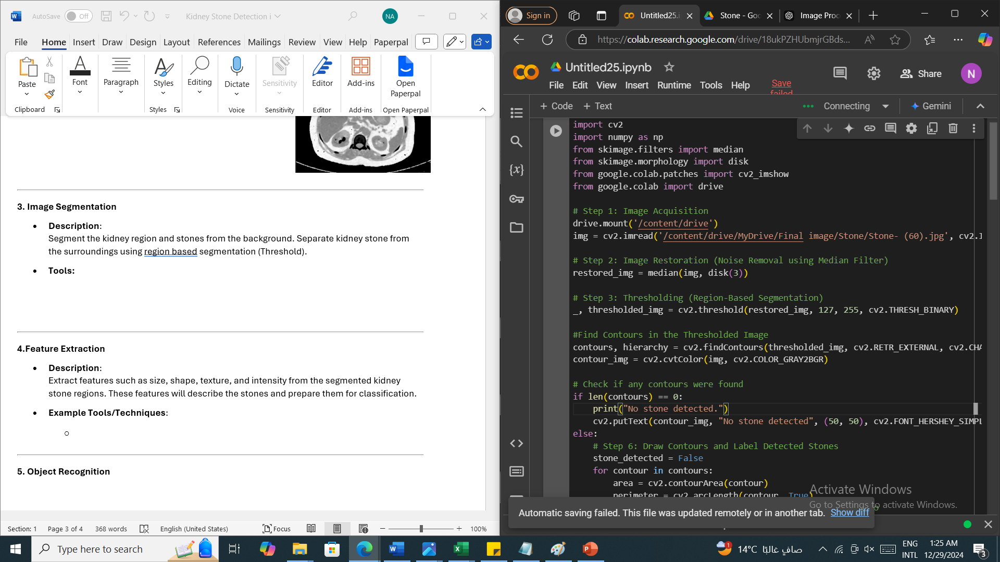 AutoSave Off Kidney Stone Detection i NA
File Home Insert Draw Design Layout References Mailings Review View Help Paperpal
Paste Font Paragraph Styles Editing Dictate Sensitivity Editor Add-ins Open Paperpal
Clipboard Styles Voice Sensitivity Editor Add-ins Open Paperpal
3. Image Segmentation
• Description:
Segment the kidney region and stones from the background. Separate kidney stone from
the surroundings using region based segmentation (Threshold).
• Tools:
4.Feature Extraction
• Description:
Extract features such as size, shape, texture, and intensity from the segmented kidney
stone regions. These features will describe the stones and prepare them for classification.
• Example Tools/Techniques:
5. Object Recognition
Section: 1 Page 3 of 4 368 words English (United States) Focus 100%
Sign in Untitled25.i Stone - Goo Image Proc
https://colab.research.google.com/drive/18ukPZHUbmjrGBds...
Untitled25.ipynb
Share N
File Edit View Insert Runtime Tools Help Save failed
+ Code + Text Connecting Gemini
{x}
import cv2
import numpy as np
from skimage.filters import median
from skimage.morphology import disk
from google.colab.patches import cv2_imshow
from google.colab import drive
# Step 1: Image Acquisition
drive.mount('/content/drive')
img = cv2.imread('/content/drive/MyDrive/Final image/Stone/Stone- (60).jpg', cv2.I
# Step 2: Image Restoration (Noise Removal using Median Filter)
restored_img = median(img, disk(3))
# Step 3: Thresholding (Region-Based Segmentation)
_, thresholded_img = cv2.threshold(restored_img, 127, 255, cv2.THRESH_BINARY)
#Find Contours in the Thresholded Image
contours, hierarchy = cv2.findContours(thresholded_img, cv2.RETR_EXTERNAL, cv2.CHA
contour_img = cv2.cvtColor(img, cv2.COLOR_GRAY2BGR)
# Check if any contours were found
if len(contours) == 0:
print("No stone detected.")
cv2.putText(contour_img, "No stone detected", (50, 50), cv2.FONT_HERSHEY_SIMPL
else:
# Step 6: Draw Contours and Label Detected Stones
stone_detected = False
for contour in contours:
area = cv2.contourArea(contour)
perimeter = cv2.arcLength(contour, True)
Activate Windows
Go to Settings to activate Windows.
Automatic saving failed. This file was updated remotely or in another tab. Show diff
Type here to search
1 14°C صافٍ غالبًا ENG INTL 1:25 AM 12/29/2024 3